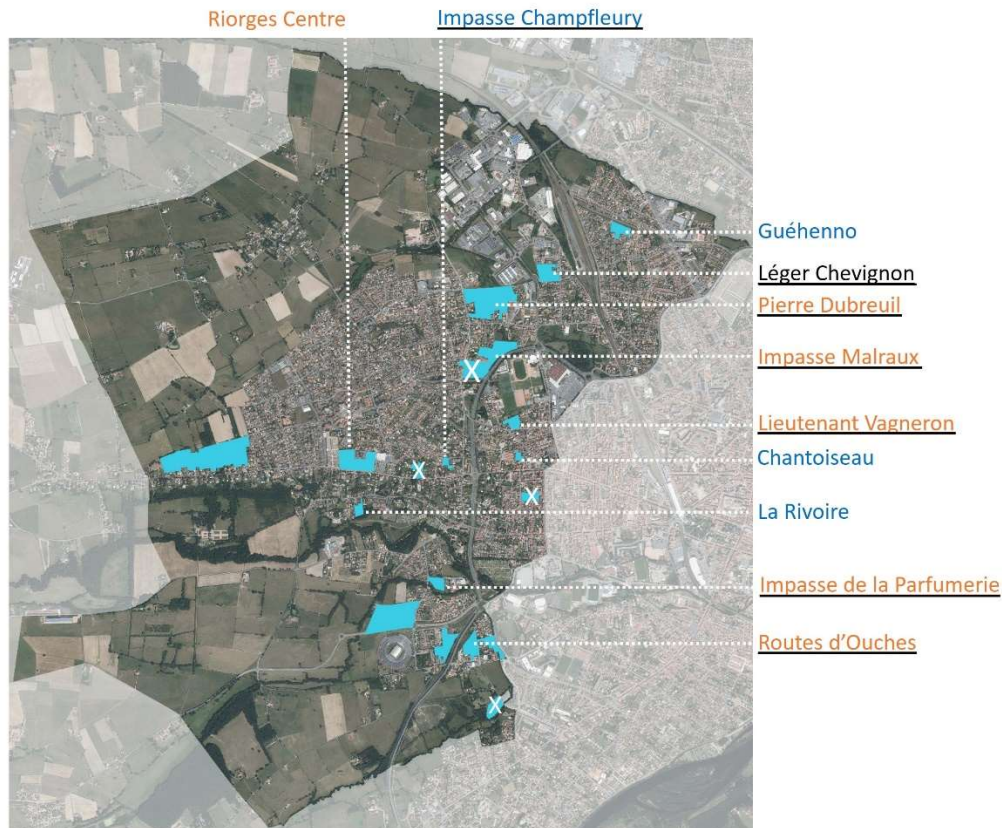 Riorges Centre
Impasse Champfleury
Guéhenno
Léger Chevignon
Pierre Dubreuil
Impasse Malraux
X
Lieutenant Vagneron
Chantoiseau
X
X
La Rivoire
Impasse de la Parfumerie
Routes d'Ouches
X